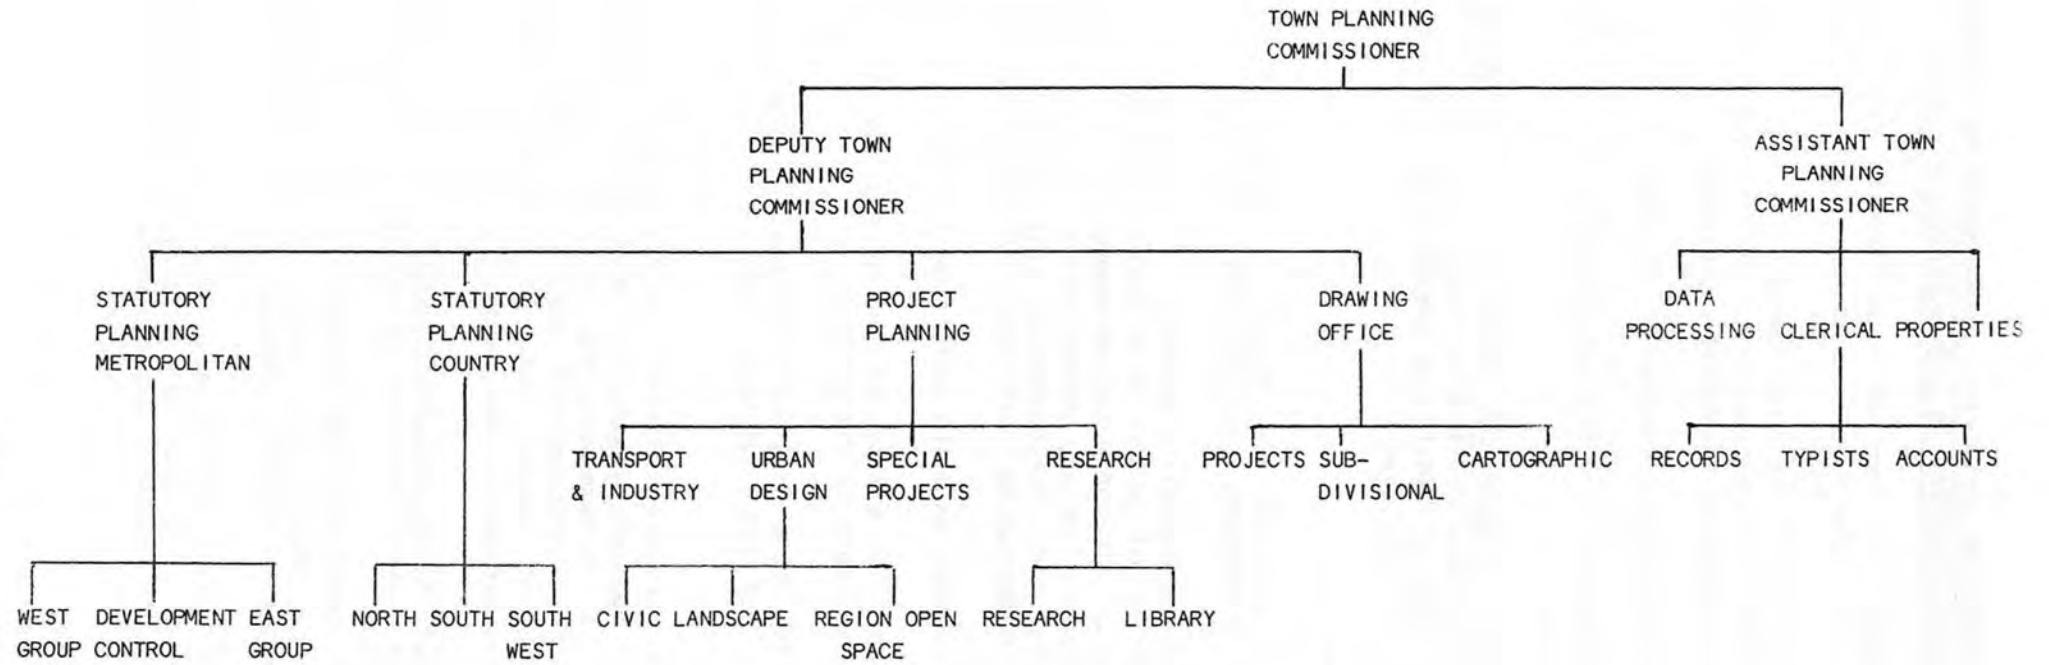 TOWN PLANNING
COMMISSIONER
DEPUTY TOWN
PLANNING
COMMISSIONER
ASSISTANT TOWN
PLANNING
COMMISSIONER
STATUTORY
PLANNING
METROPOLITAN
STATUTORY
PLANNING
COUNTRY
PROJECT
PLANNING
DRAWING
OFFICE
DATA
PROCESSING
CLERICAL
PROPERTIES
TRANSPORT
& INDUSTRY
URBAN
DESIGN
SPECIAL
PROJECTS
RESEARCH
PROJECTS
SUB-
DIVISIONAL
CARTOGRAPHIC
RECORDS
TYPISTS
ACCOUNTS
WEST
GROUP
DEVELOPMENT
CONTROL
EAST
GROUP
NORTH
SOUTH
SOUTH
WEST
CIVIC
LANDSCAPE
REGION OPEN
SPACE
RESEARCH
LIBRARY